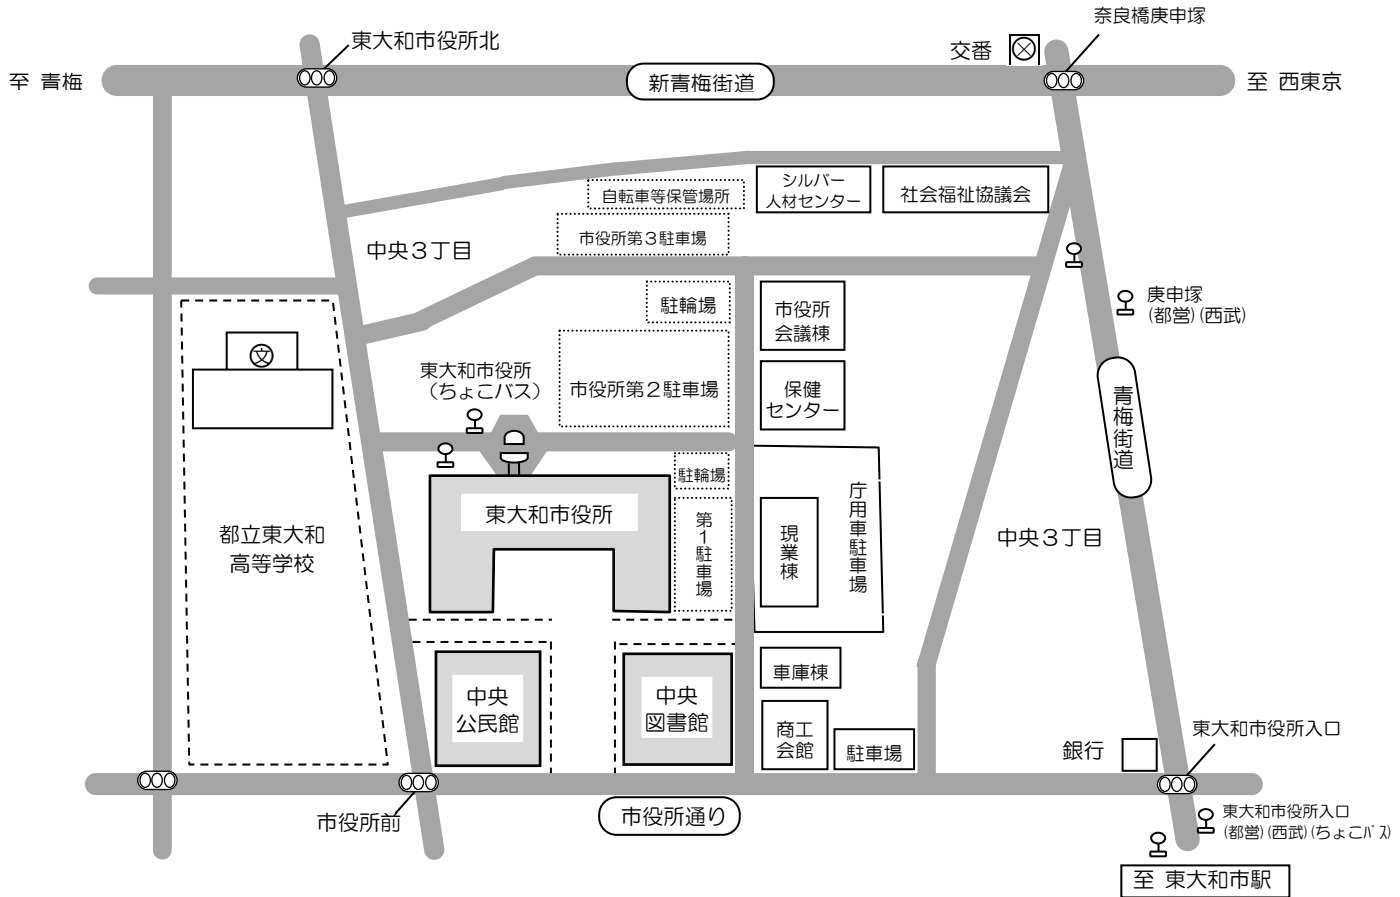 奈良橋庚申塚
東大和市役所北
交番
至 青梅
新青梅街道
至 西東京
シルバー
人材センター
社会福祉協議会
自転車等保管場所
中央3丁目
市役所第3駐車場
駐輪場
市役所
会議棟
庚申塚
(都営)(西武)
文
東大和市役所
(ちょこバス)
市役所第2駐車場
保健
センター
青梅街道
駐輪場
東大和市役所
第1駐車場
現業棟
庁用車駐車場
都立東大和
高等学校
中央3丁目
車庫棟
中央
公民館
中央
図書館
商工
会館
駐車場
銀行
東大和市役所入口
市役所前
市役所通り
東大和市役所入口
(都営)(西武)(ちょこバス)
至 東大和市駅